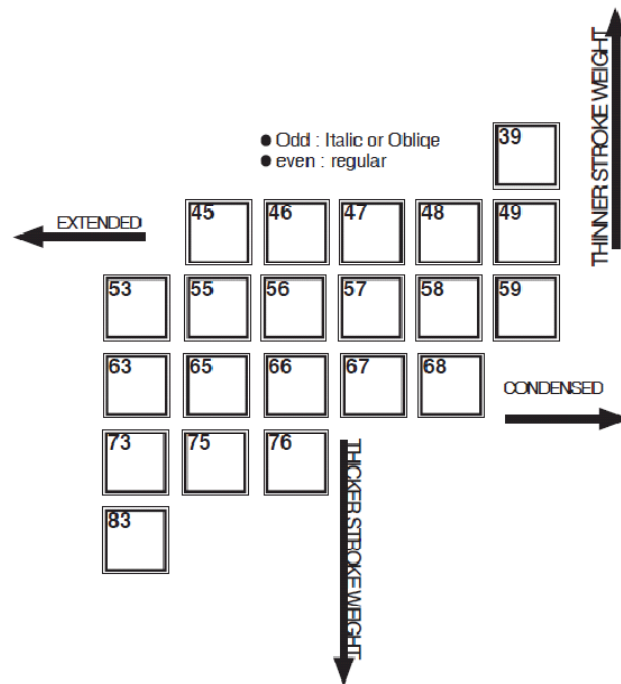 THINNER STROKE WEIGHT
39
● Odd : Italic or Obliqe
● even : regular
EXTENDED
45 46 47 48 49
53 55 56 57 58 59
63 65 66 67 68
CONDENSED
73 75 76
THICKER STROKE WEIGHT
83